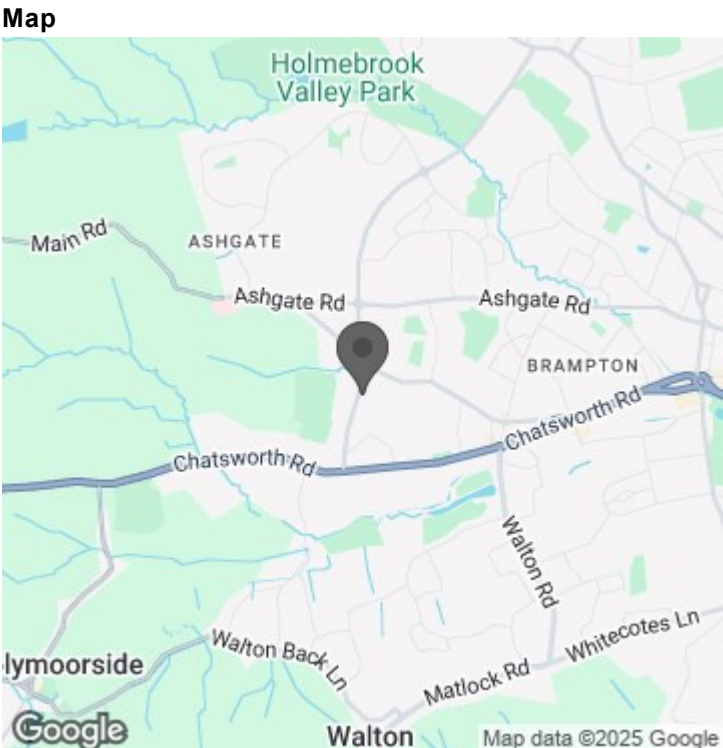 Map
Holmebrook
Valley Park
Main Rd
ASHGATE
Ashgate Rd
Ashgate Rd
BRAMPTON
Chatsworth Rd
Chatsworth Rd
Walton Rd
Whitecotes Ln
Walton Back Ln
lymoorside
Matlock Rd
Walton
Google
Map data ©2025 Google